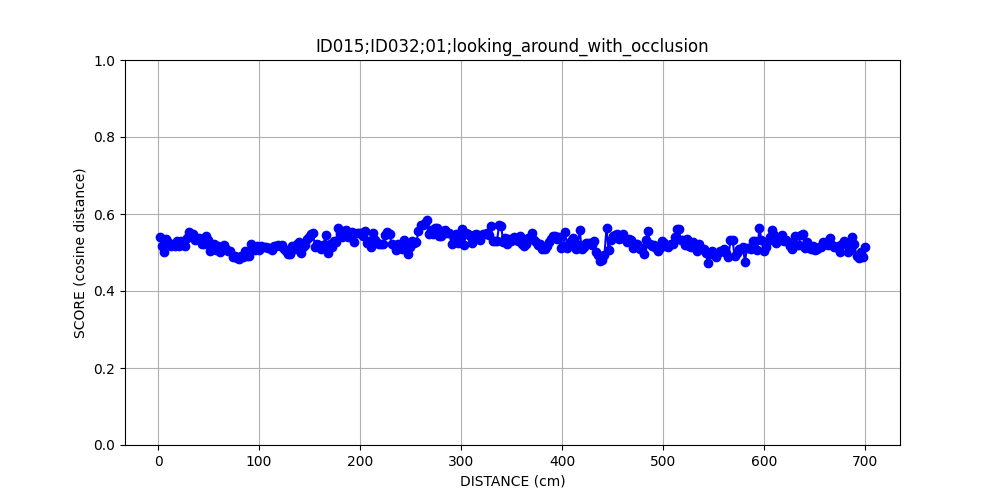 ID015;ID032;01;looking_around_with_occlusion
1.0
0.8
0.6
0.4
0.2
0.0
SCORE (cosine distance)
0 100 200 300 400 500 600 700
DISTANCE (cm)